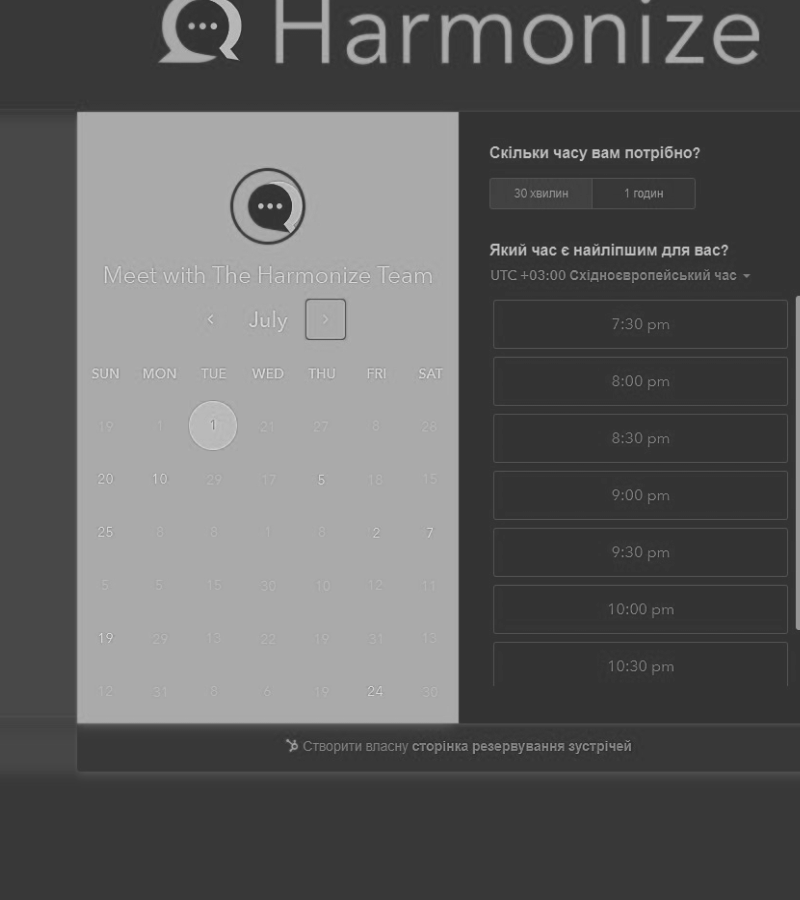 Harmonize
Meet with The Harmonize Team
July
SUN MON TUE WED THU FRI SAT
19 1 1 21 27 8 26
20 10 29 17 5 18 15
25 8 8 1 8 2 7
5 5 15 30 10 12 11
19 29 13 22 19 31 13
12 31 8 6 19 24 30
Скільки часу вам потрібно?
30 хвилин 1 годин
Який час є найліпшим для вас?
UTC +03:00 Східноєвропейський час
7:30 pm
8:00 pm
8:30 pm
9:00 pm
9:30 pm
10:00 pm
10:30 pm
Створити власну сторінка резервування зустрічей